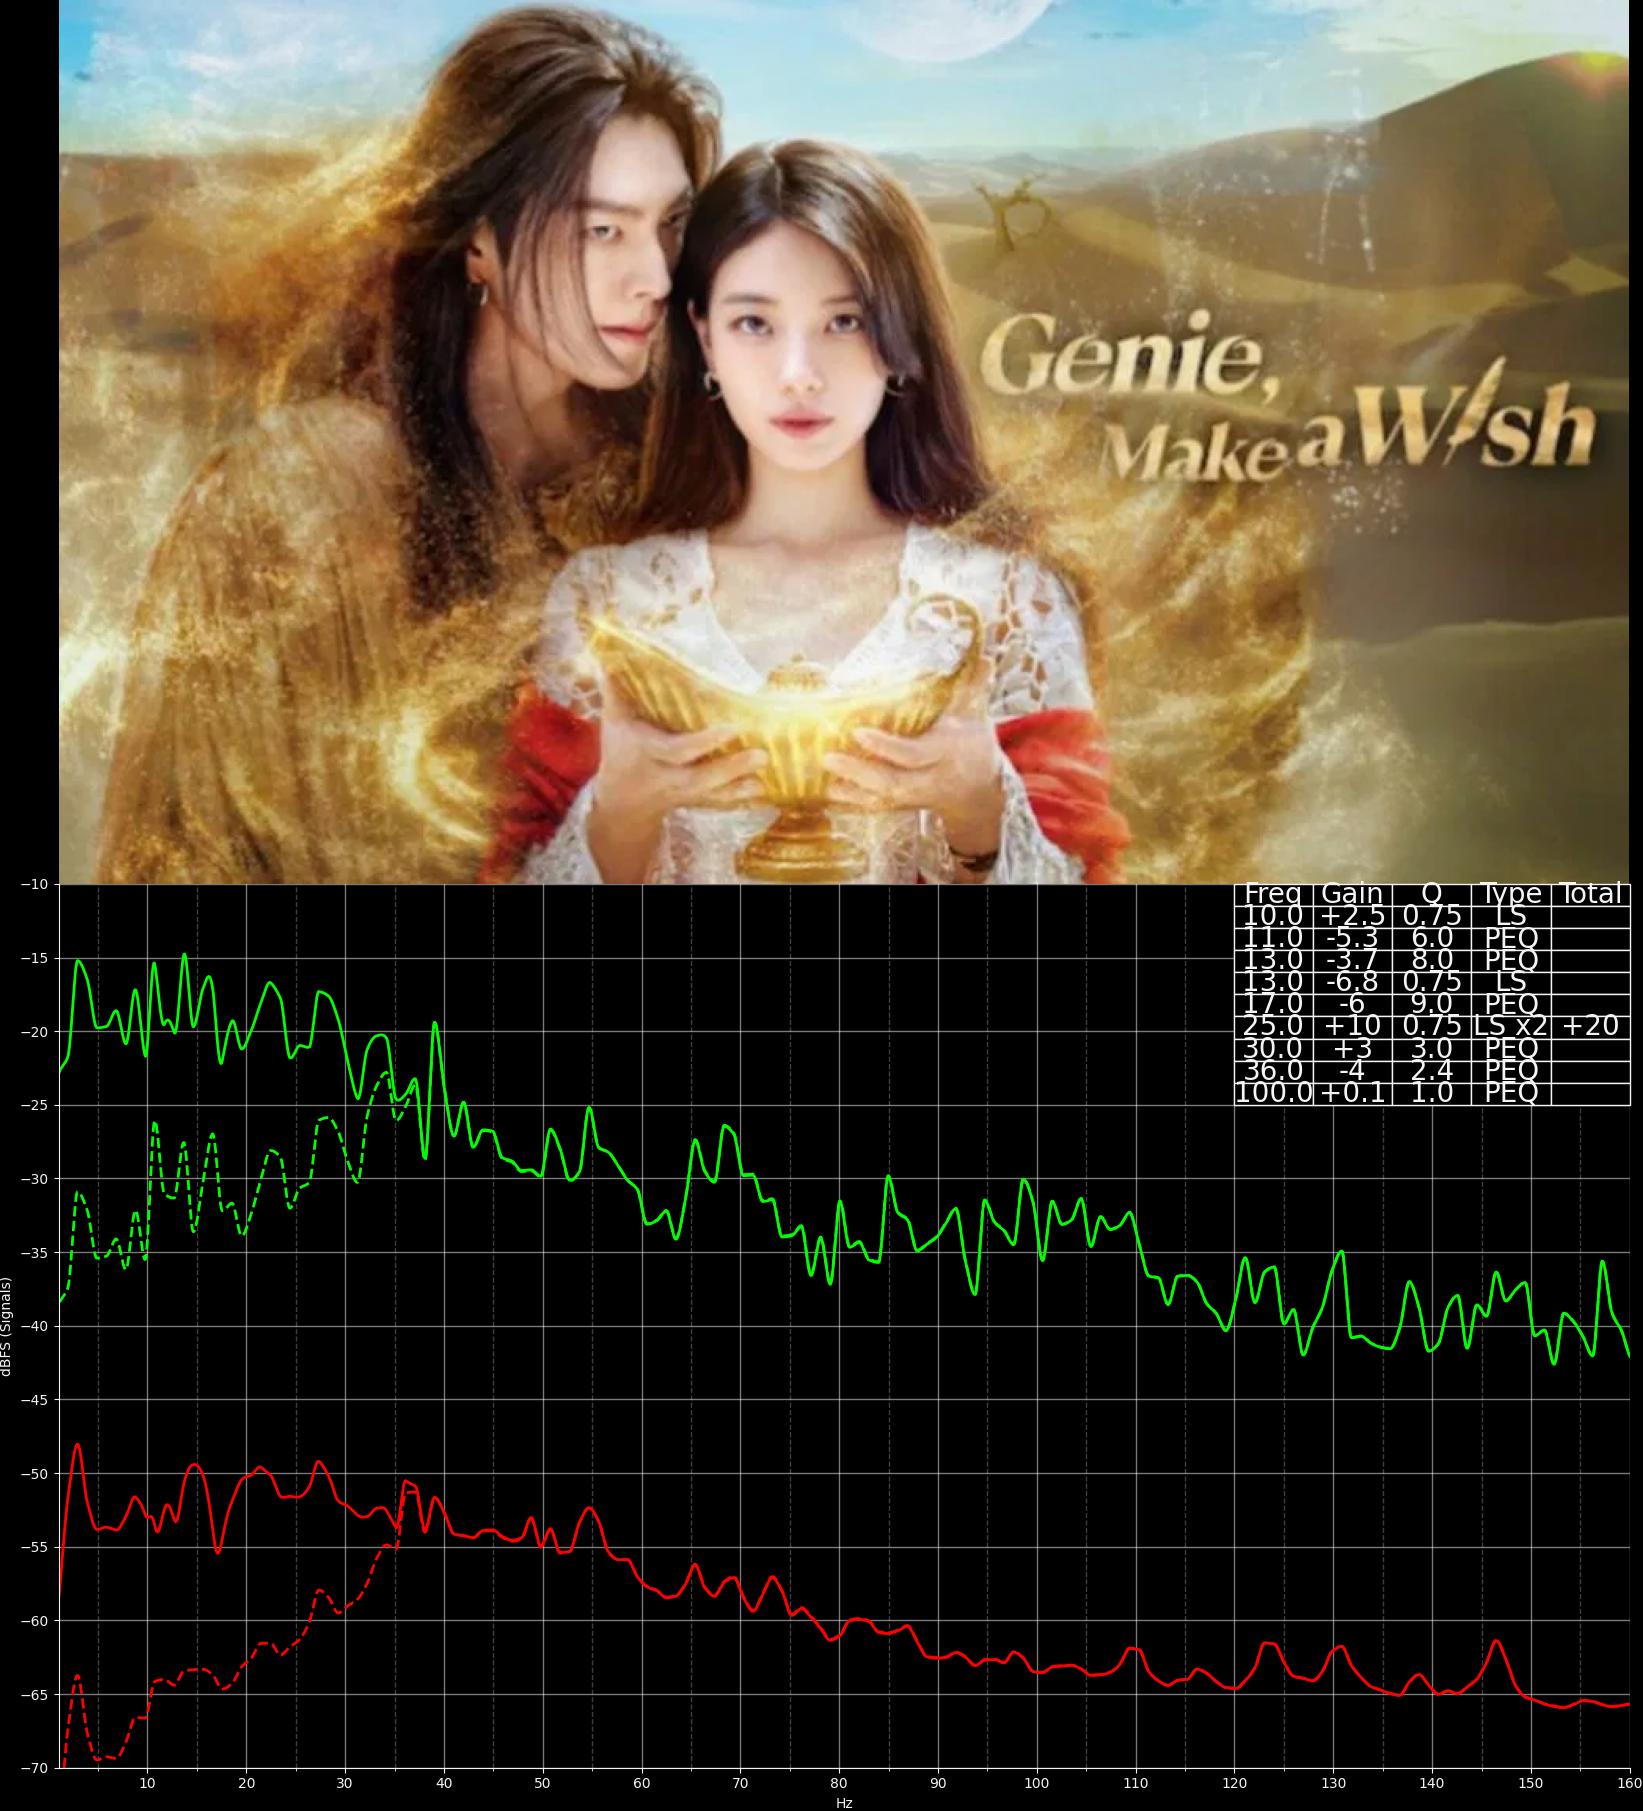 Genie,
Make a Wish
Freq Gain Q Type Total
10.0 +2.5 0.75 LS
11.0 -5.3 6.0 PEQ
13.0 -3.7 8.0 PEQ
13.0 -6.8 0.75 LS
17.0 -6 9.0 PEQ
25.0 +10 0.75 LS x2 +20
30.0 +3 3.0 PEQ
36.0 -4 2.4 PEQ
100.0 +0.1 1.0 PEQ
−10
−15
−20
−25
−30
−35
−40
−45
−50
−55
−60
−65
−70
dBFS (Signals)
10 20 30 40 50 60 70 80 90 100 110 120 130 140 150 160
Hz